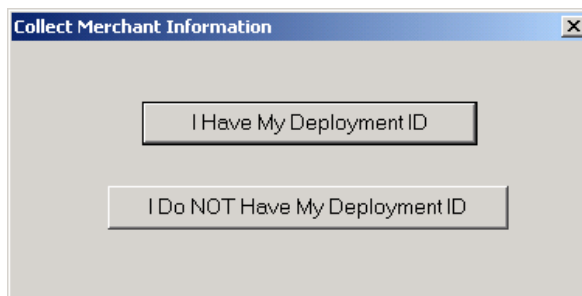 Collect Merchant Information
I Have My Deployment ID
I Do NOT Have My Deployment ID